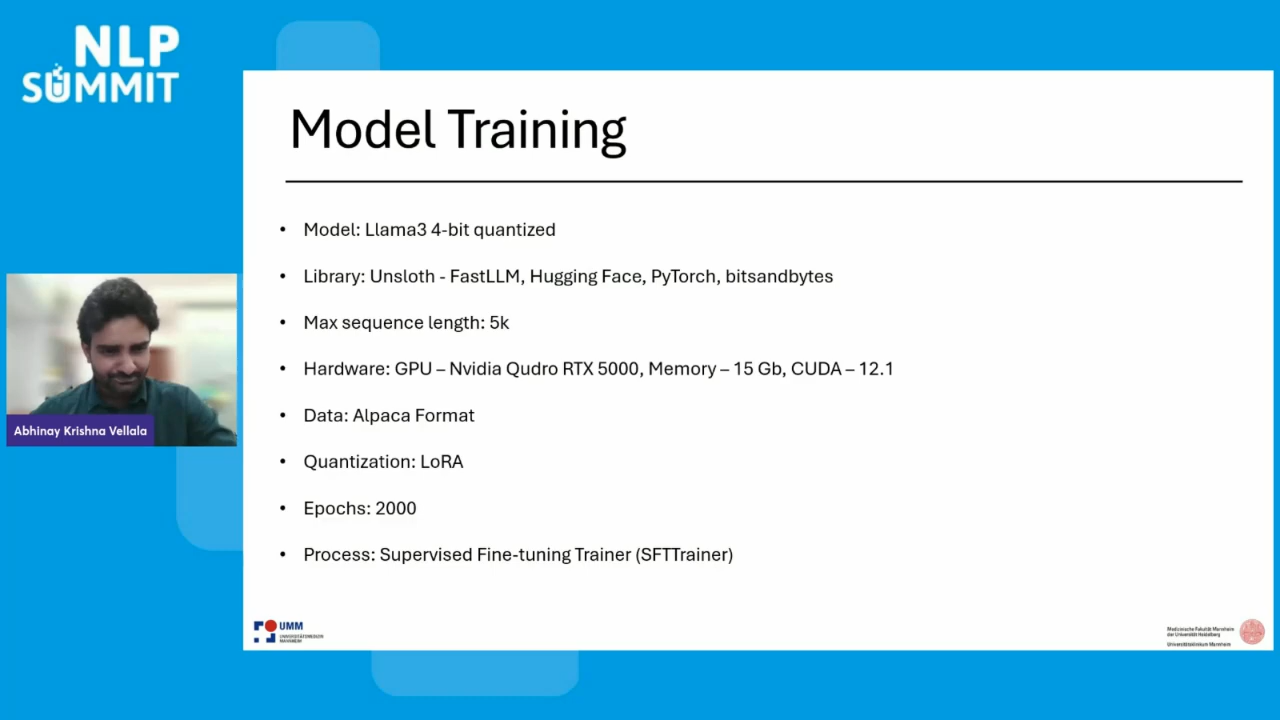 NLP
SUMMIT
Model Training
• Model: Llama3 4-bit quantized
• Library: Unsloth - FastLLM, Hugging Face, PyTorch, bitsandbytes
• Max sequence length: 5k
• Hardware: GPU – Nvidia Qudro RTX 5000, Memory – 15 Gb, CUDA – 12.1
• Data: Alpaca Format
• Quantization: LoRA
• Epochs: 2000
• Process: Supervised Fine-tuning Trainer (SFTTrainer)
Abhinay Krishna Vellala
UMM
UNIVERSITÄTSMEDIZIN
MANNHEIM
Medizinische Fakultät Mannheim
der Universität Heidelberg
Universitätsklinikum Mannheim